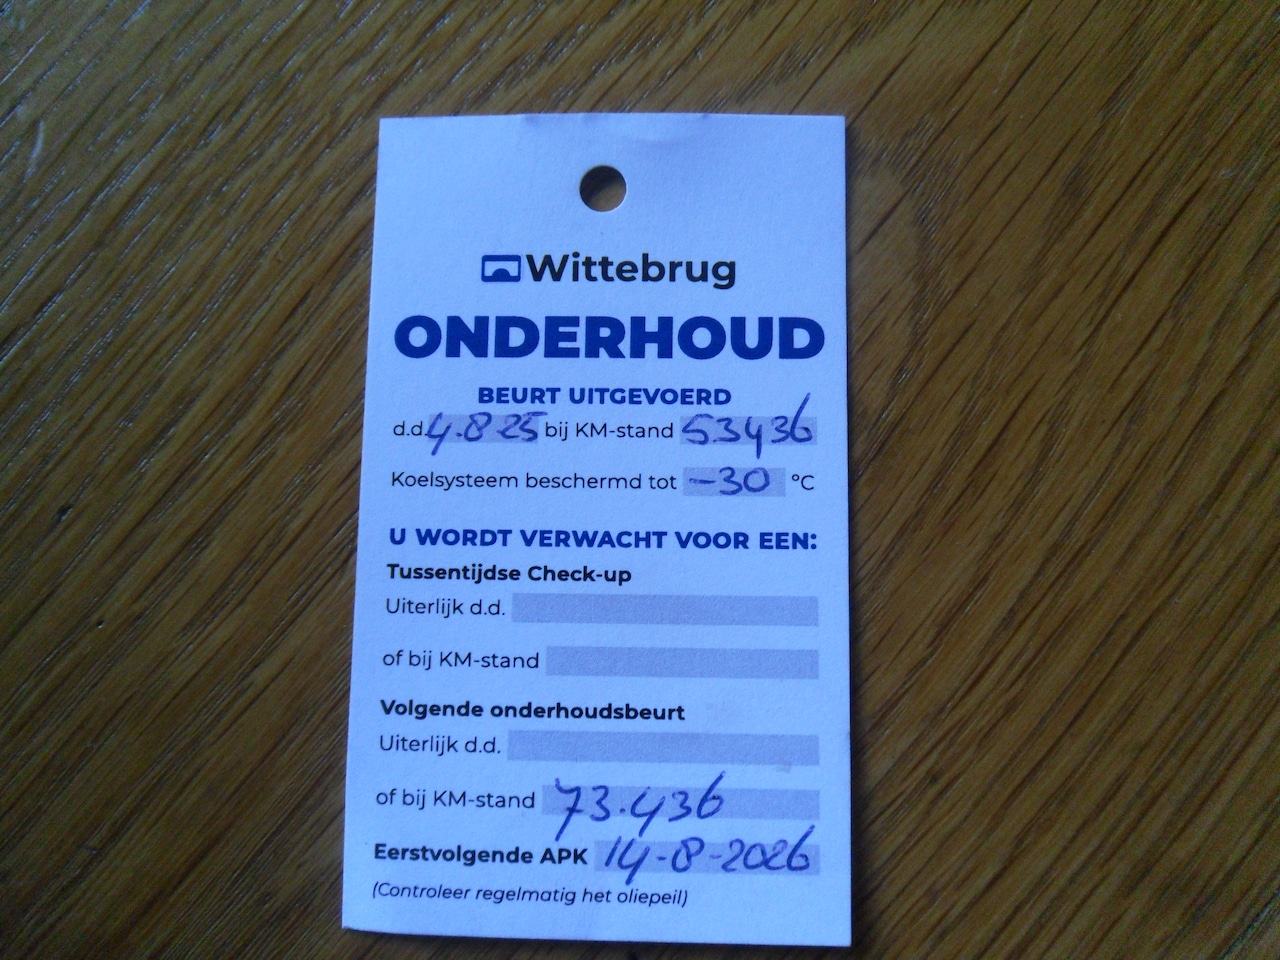 Wittebrug
ONDERHOUD
BEURT UITGEVOERD
d.d. 4.8 25 bij KM-stand 53436
Koelsysteem beschermd tot -30 °C
U WORDT VERWACHT VOOR EEN:
Tussentijdse Check-up
Uiterlijk d.d.
of bij KM-stand
Volgende onderhoudsbeurt
Uiterlijk d.d.
of bij KM-stand 73.436
Eerstvolgende APK 14-8-2026
(Controleer regelmatig het oliepeil)